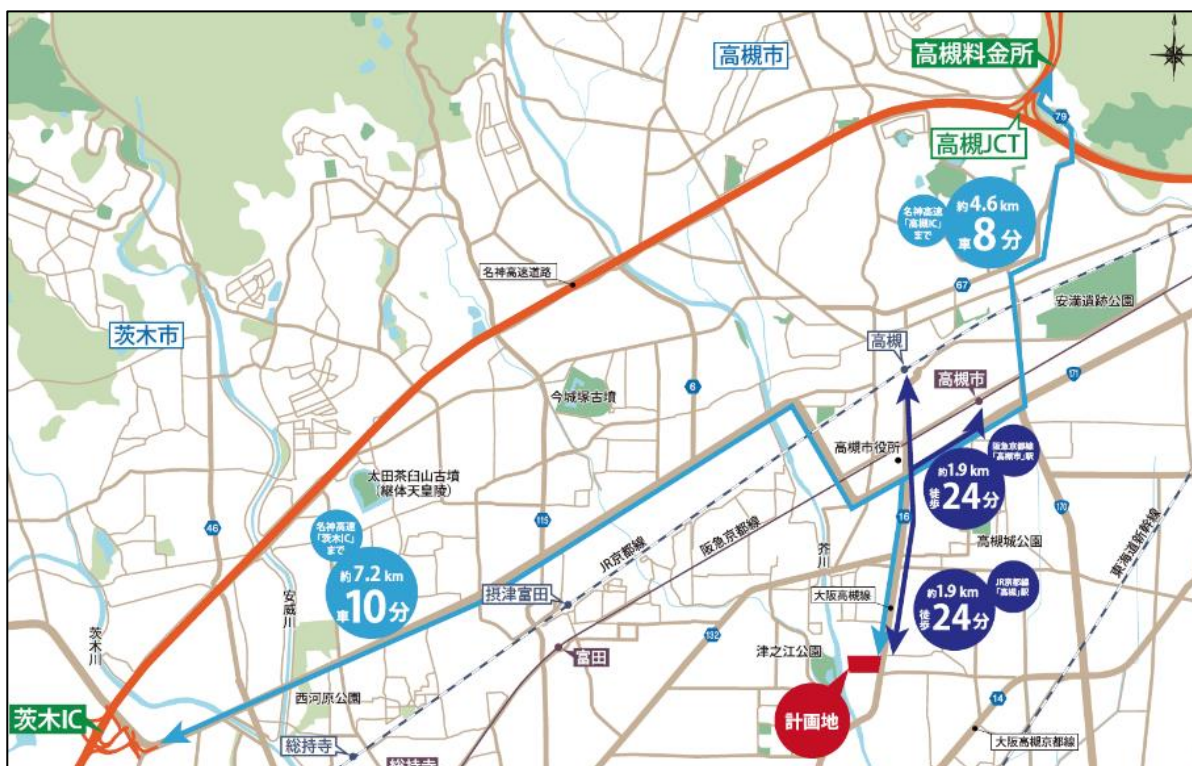 高槻市
高槻料金所
高槻JCT
79
名神高速
「高槻IC」
まで
約4.6km
車8分
名神高速道路
67
安満遺跡公園
茨木市
高槻
高槻市
171
6
今城塚古墳
高槻市役所
阪急京都線
「高槻市」駅
約1.9km
徒歩24分
太田茶臼山古墳
(継体天皇陵)
46
115
16
170
名神高速
「茨木IC」
まで
約7.2km
車10分
JR京都線
阪急京都線
芥川
高槻城公園
東海道新幹線
安威川
摂津富田
大阪高槻線
JR京都線
「高槻」駅
約1.9km
徒歩24分
茨木川
132
富田
津之江公園
西河原公園
計画地
14
茨木IC
総持寺
大阪高槻京都線
総持寺